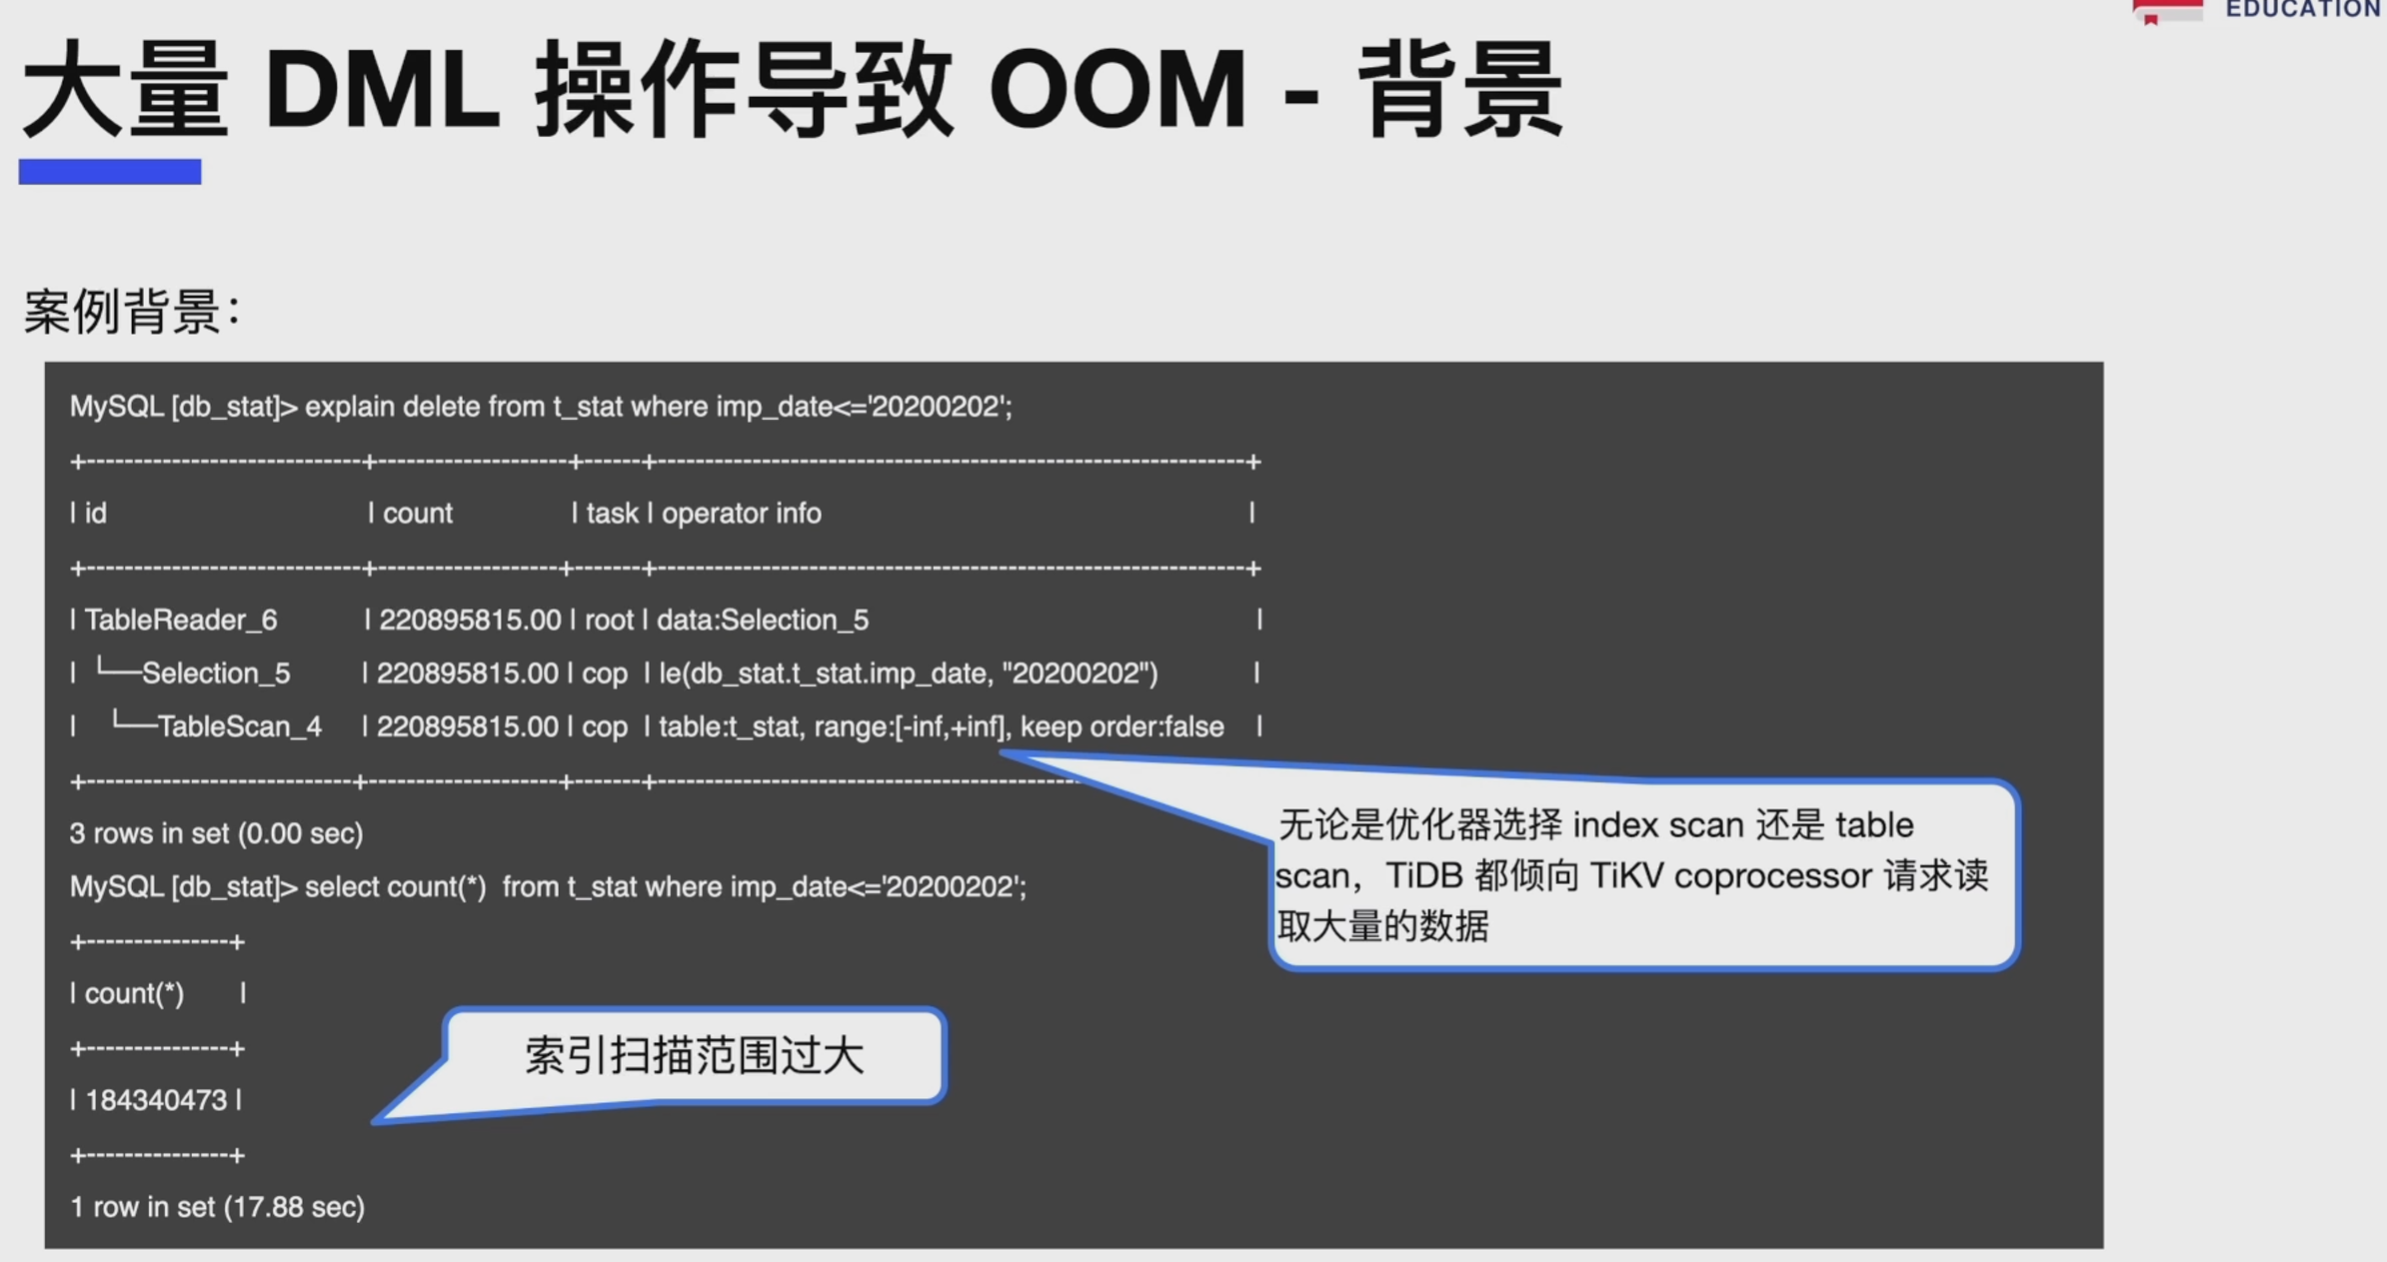 EDUCATION
大量 DML 操作导致 OOM - 背景
案例背景：
MySQL [db_stat]> explain delete from t_stat where imp_date<='20200202';
+----------------------------+-------------------+------+------------------------------------------------------------+
| id | count | task | operator info |
+----------------------------+-------------------+------+------------------------------------------------------------+
| TableReader_6 | 220895815.00 | root | data:Selection_5 |
| └──Selection_5 | 220895815.00 | cop | le(db_stat.t_stat.imp_date, "20200202") |
| └──TableScan_4 | 220895815.00 | cop | table:t_stat, range:[-inf,+inf], keep order:false |
+----------------------------+-------------------+------+--------------------------------------------
3 rows in set (0.00 sec)
MySQL [db_stat]> select count(*) from t_stat where imp_date<='20200202';
+---------------+
| count(*) |
+---------------+
| 184340473 |
+---------------+
1 row in set (17.88 sec)
无论是优化器选择 index scan 还是 table
scan，TiDB 都倾向 TiKV coprocessor 请求读
取大量的数据
索引扫描范围过大